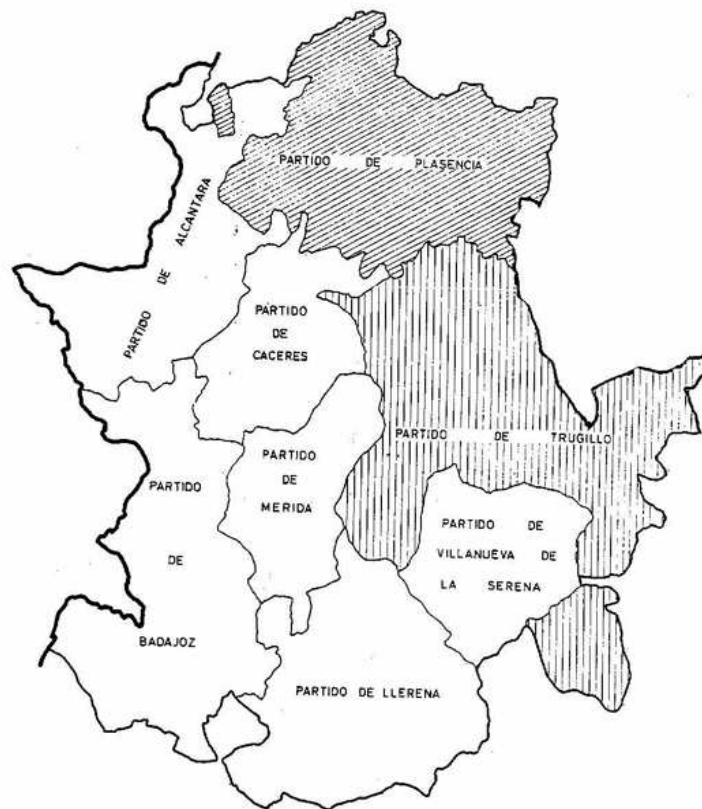 PARTIDO DE PLASENCIA
PARTIDO DE ALCANTARA
PARTIDO
DE
CACERES
PARTIDO DE TRUGILLO
PARTIDO
DE
MERIDA
PARTIDO
DE
BADAJOZ
PARTIDO DE
VILLANUEVA DE
LA SERENA
PARTIDO DE LLERENA